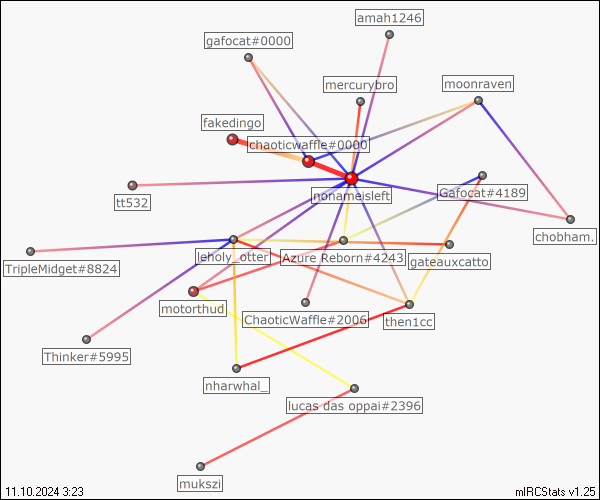 amah1246
gafocat#0000
mercurybro
moonraven
fakedingo
chaoticwaffle#0000
nonameisleft
Gafocat#4189
tt532
chobham.
leholy_otter
Azure Reborn#4243
gateauxcatto
TripleMidget#8824
motorthud
ChaoticWaffle#2006
then1cc
Thinker#5995
nharwhal_
lucas das oppai#2396
mukszi
11.10.2024 3:23
mIRCStats v1.25